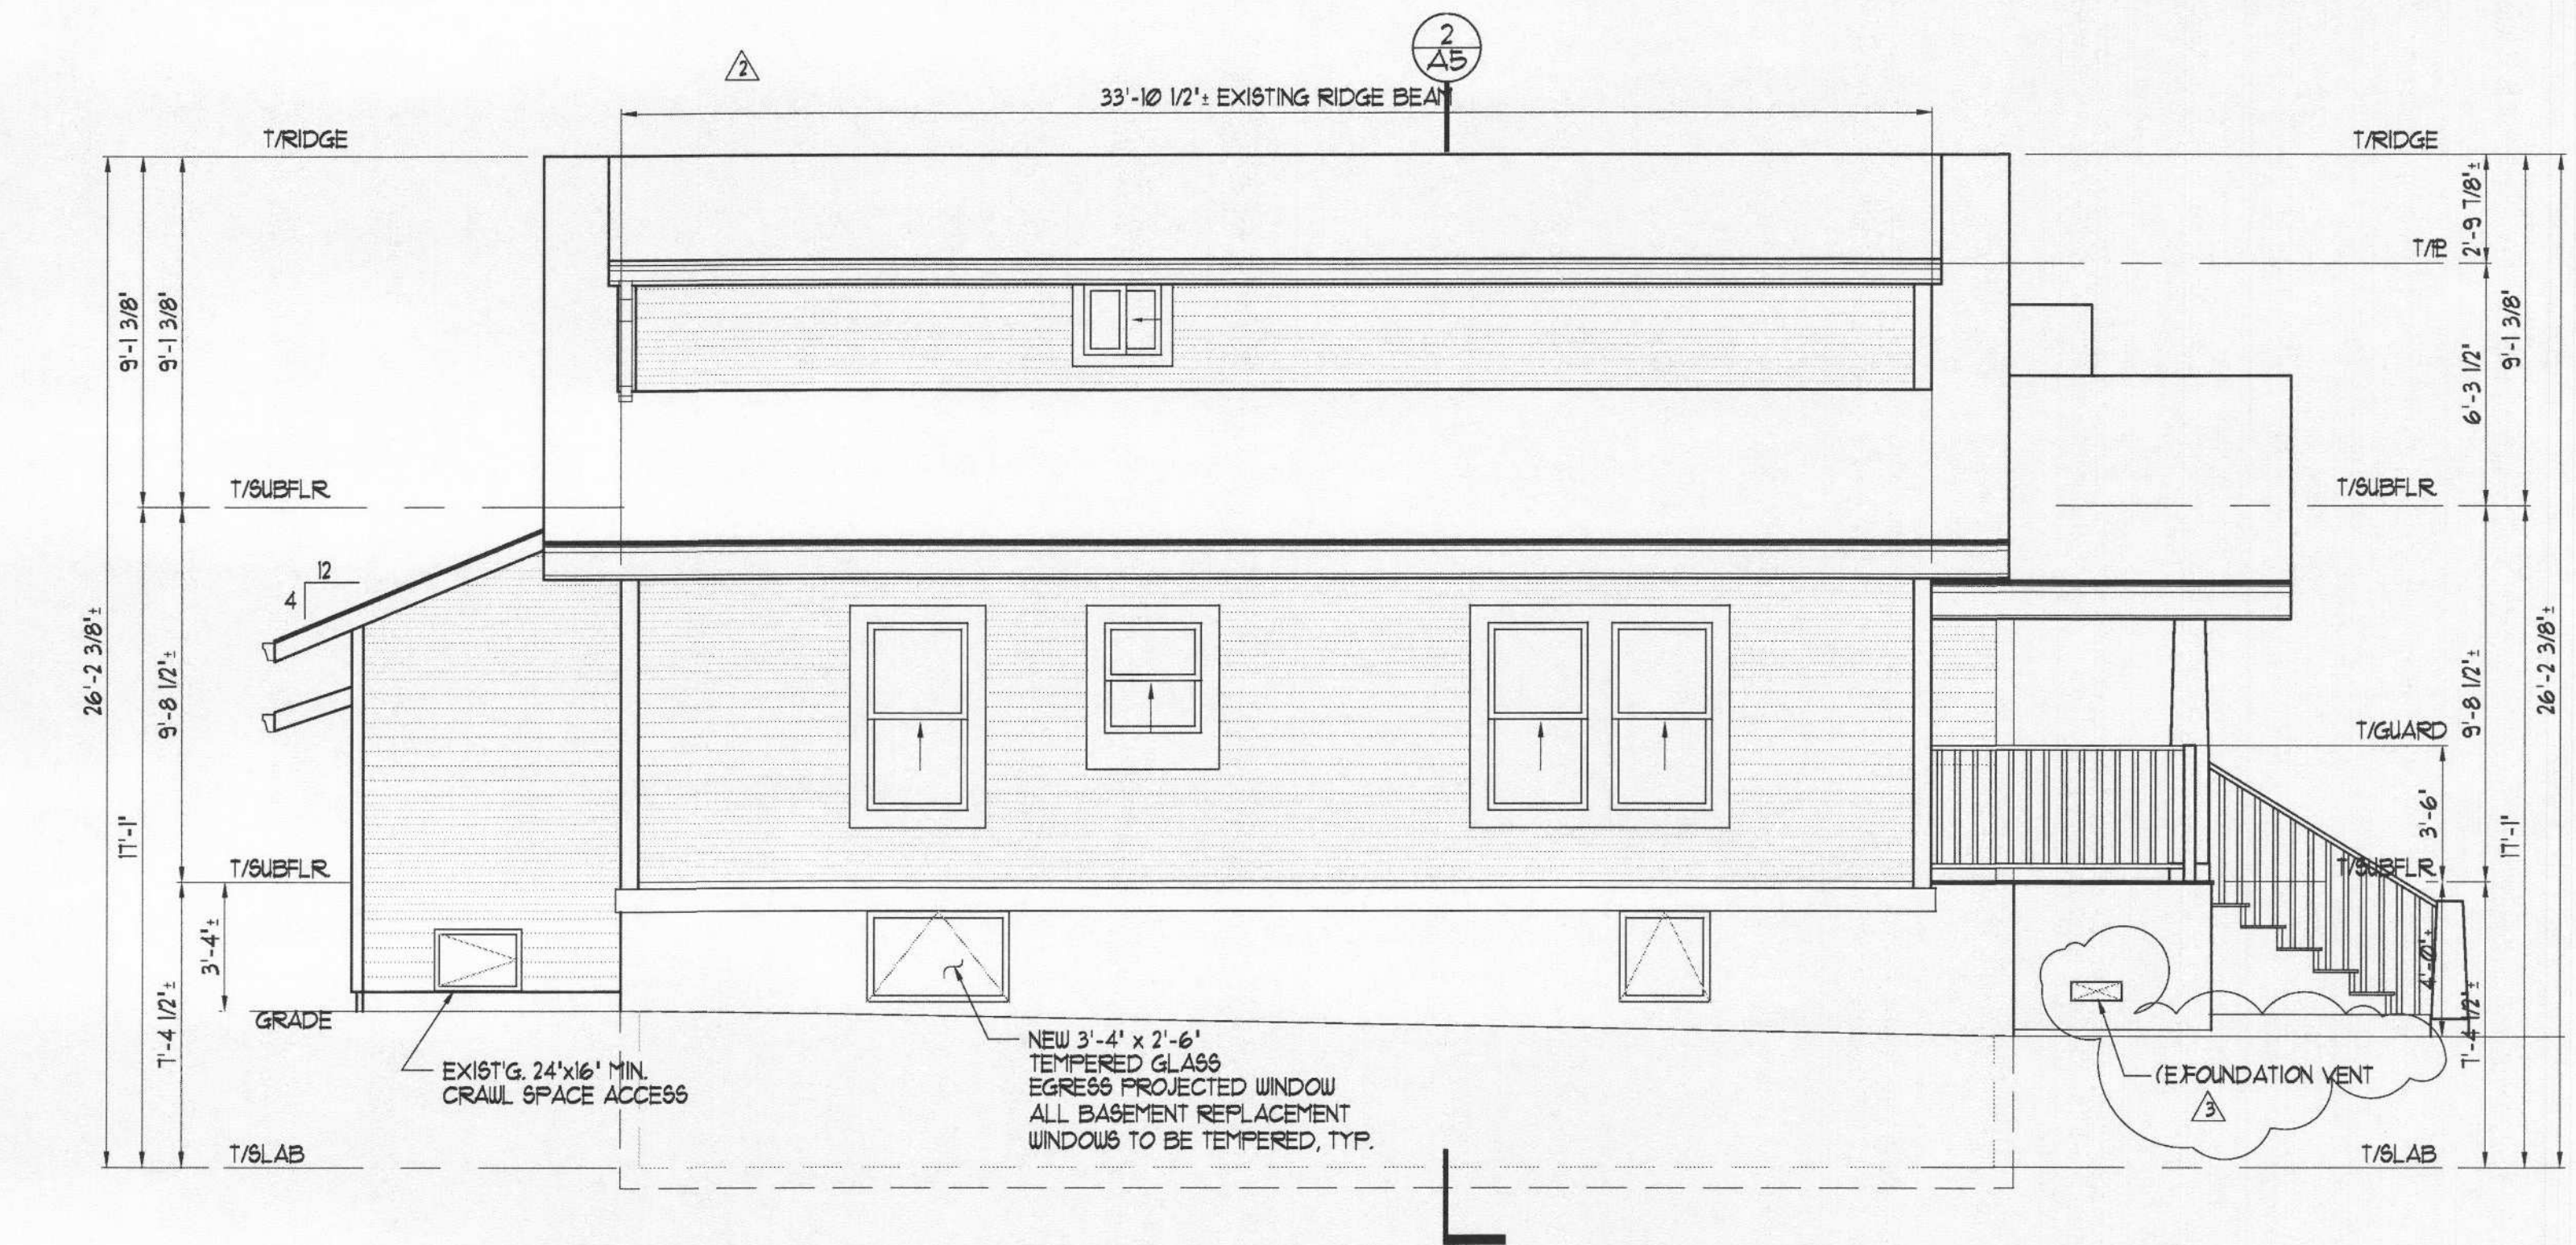 2
A5
2
33'-10 1/2"± EXISTING RIDGE BEAM
T/RIDGE
T/RIDGE
2'-9 7/8"±
9'-1 3/8"
9'-1 3/8"
6'-3 1/2"
9'-1 3/8"
T/SUBFLR
T/SUBFLR
12
4
26'-2 3/8"±
17'-1"
9'-8 1/2"±
T/GUARD
3'-6"
9'-8 1/2"±
17'-1"
26'-2 3/8"±
T/SUBFLR
T/SUBFLR
3'-4"±
7'-4 1/2"±
4'-0"±
7'-4 1/2"±
GRADE
EXIST'G. 24"x16" MIN.
CRAWL SPACE ACCESS
NEW 3'-4" x 2'-6"
TEMPERED GLASS
EGRESS PROJECTED WINDOW
ALL BASEMENT REPLACEMENT
WINDOWS TO BE TEMPERED, TYP.
(E)FOUNDATION VENT
3
T/SLAB
T/SLAB